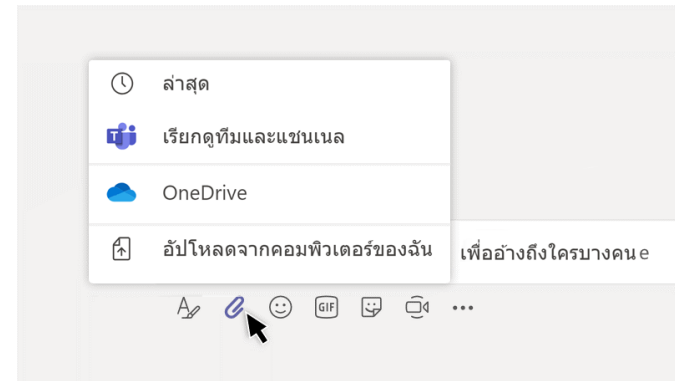 ล่าสุด
เรียกดูทีมและแชนเนล
OneDrive
อัปโหลดจากคอมพิวเตอร์ของฉัน
เพื่ออ้างถึงใครบางคน e
GIF